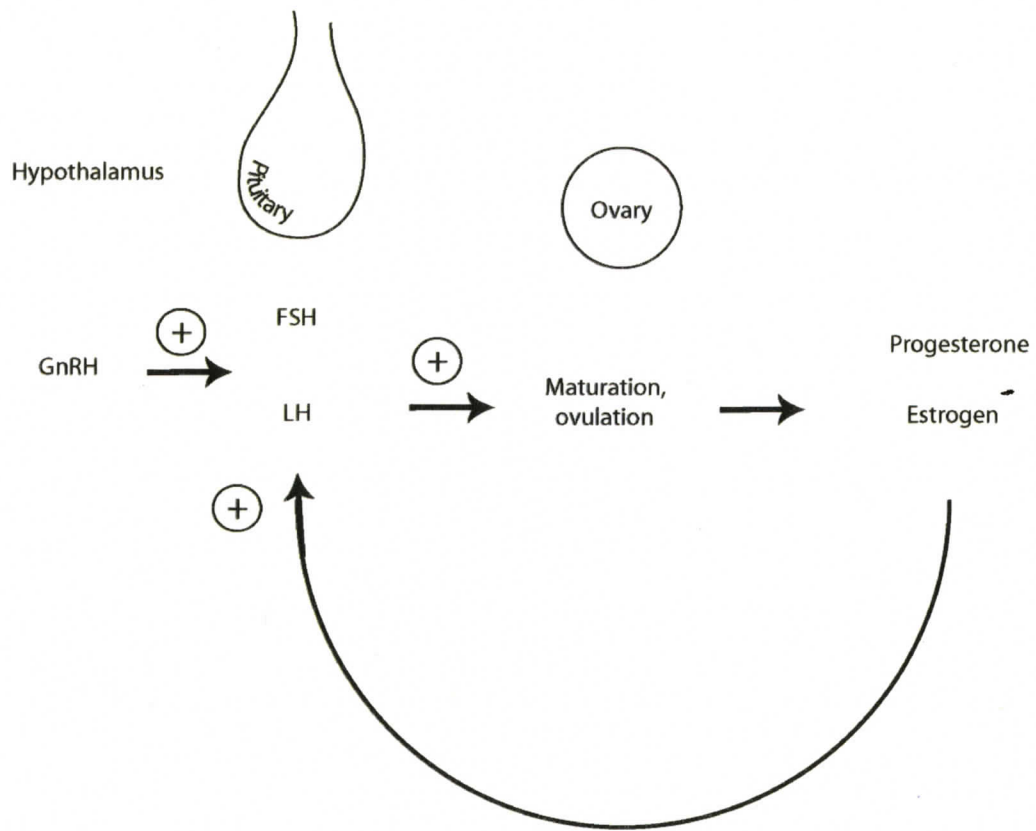 Hypothalamus
Pituitary
Ovary
GnRH
+
FSH
LH
+
Maturation,
ovulation
Progesterone
Estrogen
+